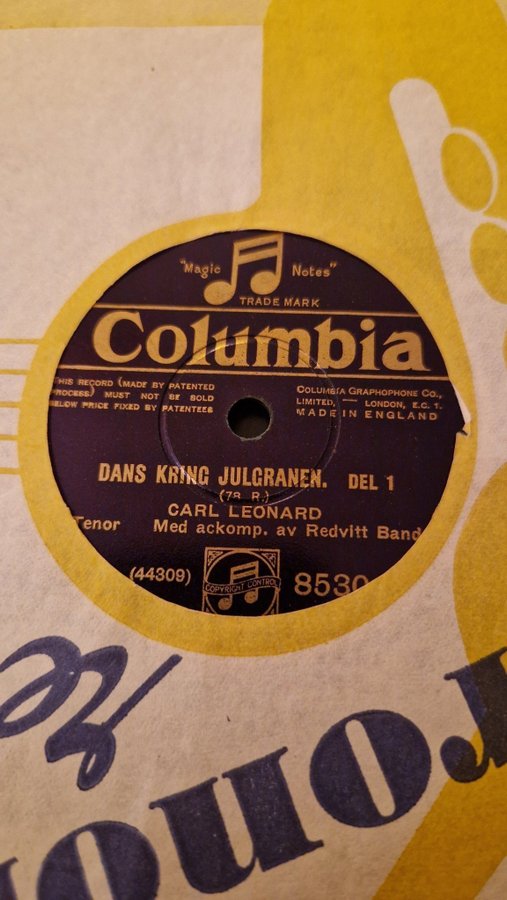 "Magic Notes"
TRADE MARK
Columbia
THIS RECORD (MADE BY PATENTED
PROCESS) MUST NOT BE SOLD
BELOW PRICE FIXED BY PATENTEES
COLUMBIA GRAPHOPHONE CO.,
LIMITED, — LONDON, E.C. 1.
MADE IN ENGLAND
DANS KRING JULGRANEN. DEL 1
(78 R.)
CARL LEONARD
Tenor Med ackomp. av Redvitt Band
(44309) COPYRIGHT CONTROL 8530